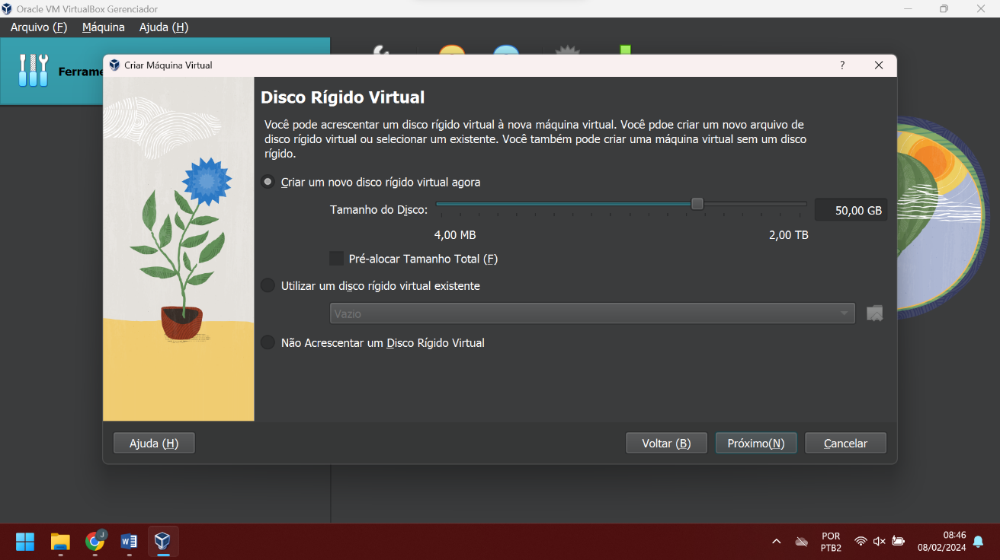 Oracle VM VirtualBox Gerenciador
Arquivo (F) Máquina Ajuda (H)
Criar Máquina Virtual
?
Ferrame
Disco Rígido Virtual
Você pode acrescentar um disco rígido virtual à nova máquina virtual. Você pdoe criar um novo arquivo de
disco rígido virtual ou selecionar um existente. Você também pode criar uma máquina virtual sem um disco
rígido.
Criar um novo disco rígido virtual agora
Tamanho do Disco:
50,00 GB
4,00 MB 2,00 TB
Pré-alocar Tamanho Total (F)
Utilizar um disco rígido virtual existente
Vazio
Não Acrescentar um Disco Rígido Virtual
Ajuda (H) Voltar (B) Próximo(N) Cancelar
J
W
POR
PTB2
08:46
08/02/2024